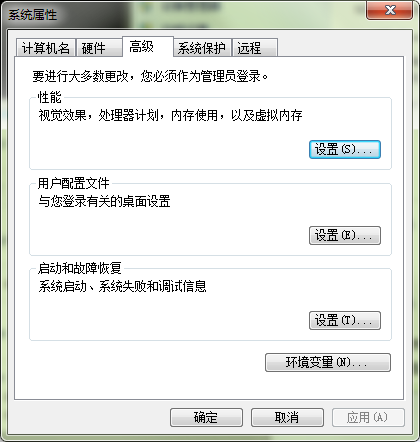 系统属性
计算机名 硬件 高级 系统保护 远程
要进行大多数更改，您必须作为管理员登录。
性能
视觉效果，处理器计划，内存使用，以及虚拟内存
设置(S)...
用户配置文件
与您登录有关的桌面设置
设置(E)...
启动和故障恢复
系统启动、系统失败和调试信息
设置(T)...
环境变量(N)...
确定 取消 应用(A)